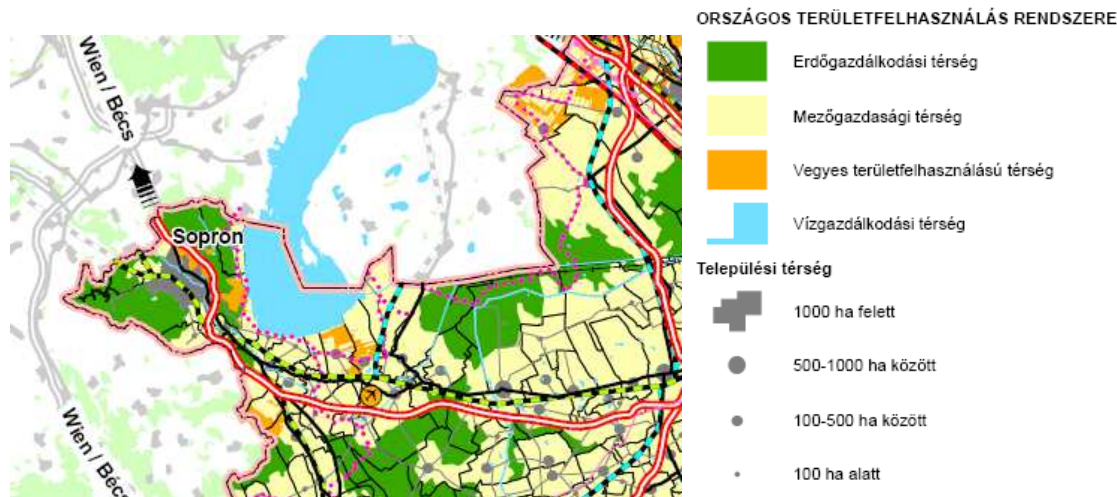 Wien / Bécs
Sopron
Wien / Bécs
ORSZÁGOS TERÜLETFELHASZNÁLÁS RENDSZERE
Erdőgazdálkodási térség
Mezőgazdasági térség
Vegyes területfelhasználású térség
Vízgazdálkodási térség
Települési térség
1000 ha felett
500-1000 ha között
100-500 ha között
100 ha alatt